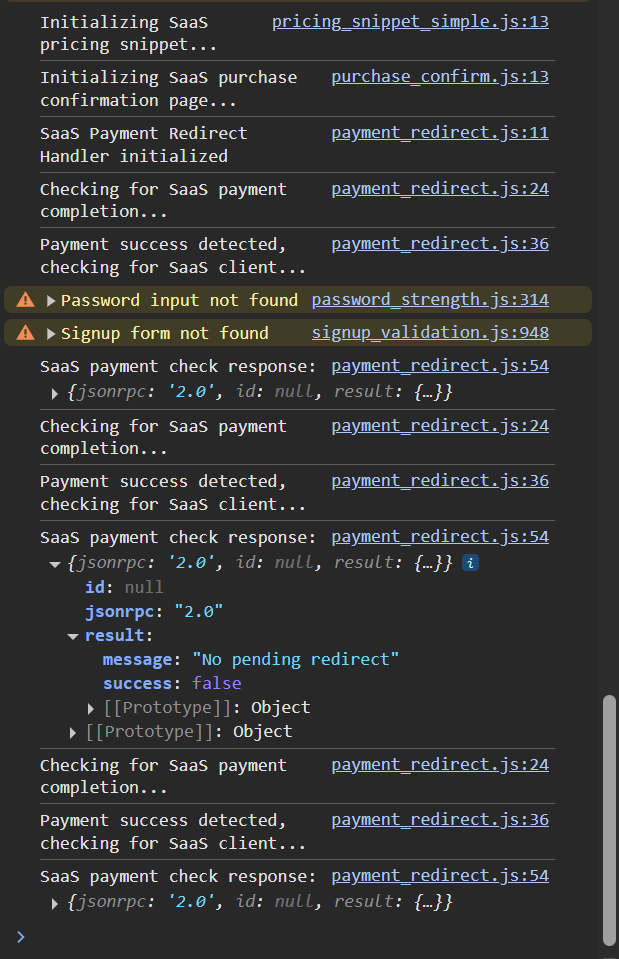 Initializing SaaS pricing_snippet_simple.js:13
pricing snippet...
Initializing SaaS purchase purchase_confirm.js:13
confirmation page...
SaaS Payment Redirect payment_redirect.js:11
Handler initialized
Checking for SaaS payment payment_redirect.js:24
completion...
Payment success detected, payment_redirect.js:36
checking for SaaS client...
Password input not found password_strength.js:314
Signup form not found signup_validation.js:948
SaaS payment check response: payment_redirect.js:54
{jsonrpc: '2.0', id: null, result: {…}}
Checking for SaaS payment payment_redirect.js:24
completion...
Payment success detected, payment_redirect.js:36
checking for SaaS client...
SaaS payment check response: payment_redirect.js:54
{jsonrpc: '2.0', id: null, result: {…}} i
id: null
jsonrpc: "2.0"
result:
message: "No pending redirect"
success: false
[[Prototype]]: Object
[[Prototype]]: Object
Checking for SaaS payment payment_redirect.js:24
completion...
Payment success detected, payment_redirect.js:36
checking for SaaS client...
SaaS payment check response: payment_redirect.js:54
{jsonrpc: '2.0', id: null, result: {…}}